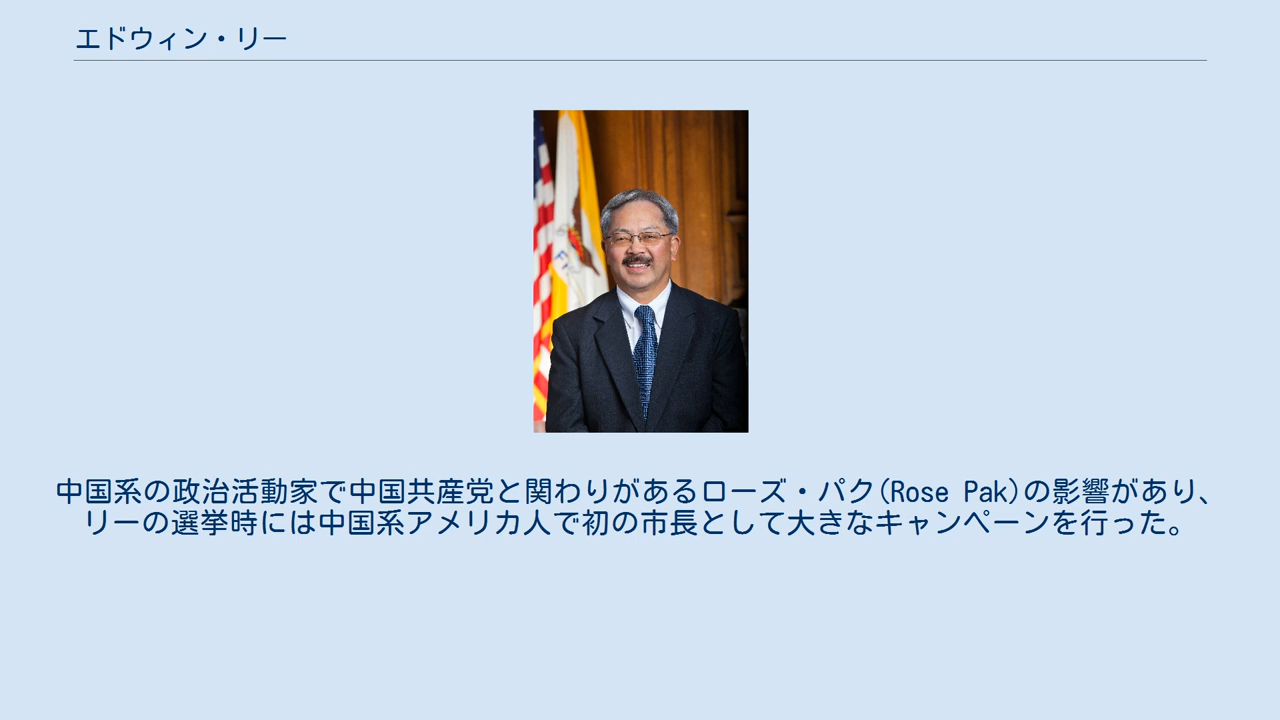 エドウィン・リー
中国系の政治活動家で中国共産党と関わりがあるローズ・パク(Rose Pak)の影響があり、
リーの選挙時には中国系アメリカ人で初の市長として大きなキャンペーンを行った。